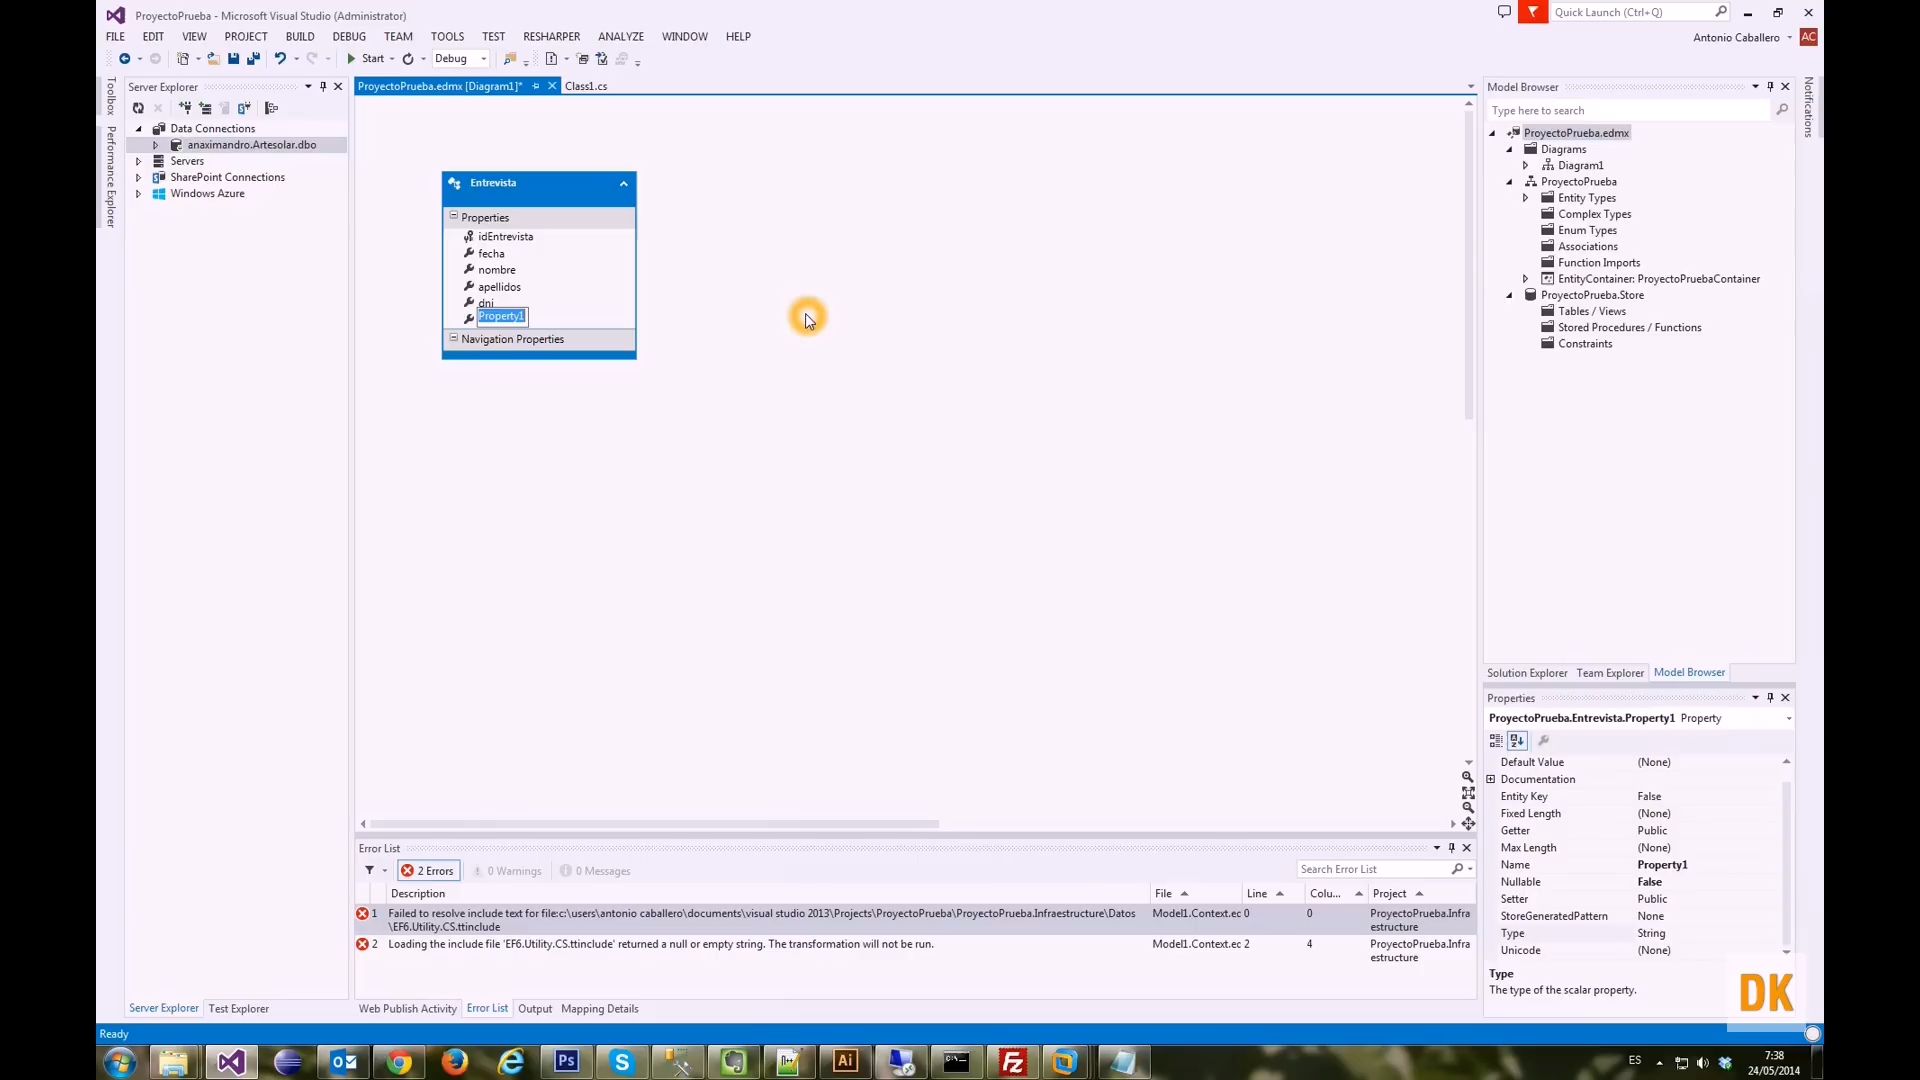 ProyectoPrueba - Microsoft Visual Studio (Administrator)
Quick Launch (Ctrl+Q)
FILE EDIT VIEW PROJECT BUILD DEBUG TEAM TOOLS TEST RESHARPER ANALYZE WINDOW HELP
Antonio Caballero AC
Start Debug
Toolbox
Performance Explorer
Server Explorer
Data Connections
anaximandro.Artesolar.dbo
Servers
SharePoint Connections
Windows Azure
ProyectoPrueba.edmx [Diagram1]* Class1.cs
Entrevista
Properties
idEntrevista
fecha
nombre
apellidos
dni
Property1
Navigation Properties
Model Browser
Type here to search
ProyectoPrueba.edmx
Diagrams
Diagram1
ProyectoPrueba
Entity Types
Complex Types
Enum Types
Associations
Function Imports
EntityContainer: ProyectoPruebaContainer
ProyectoPrueba.Store
Tables / Views
Stored Procedures / Functions
Constraints
Notifications
Solution Explorer Team Explorer Model Browser
Properties
ProyectoPrueba.Entrevista.Property1 Property
Default Value (None)
Documentation
Entity Key False
Fixed Length (None)
Getter Public
Max Length (None)
Name Property1
Nullable False
Setter Public
StoreGeneratedPattern None
Type String
Unicode (None)
Type
The type of the scalar property.
DK
Error List
2 Errors 0 Warnings 0 Messages
Search Error List
Description File Line Colu... Project
1 Failed to resolve include text for file:c:\users\antonio caballero\documents\visual studio 2013\Projects\ProyectoPrueba\ProyectoPrueba.Infraestructure\Datos Model1.Context.ec 0 0 ProyectoPrueba.Infra
\EF6.Utility.CS.ttinclude estructure
2 Loading the include file 'EF6.Utility.CS.ttinclude' returned a null or empty string. The transformation will not be run. Model1.Context.ec 2 4 ProyectoPrueba.Infra
estructure
Server Explorer Test Explorer
Web Publish Activity Error List Output Mapping Details
Ready
Ps
Ai
Fz
ES
7:38
24/05/2014